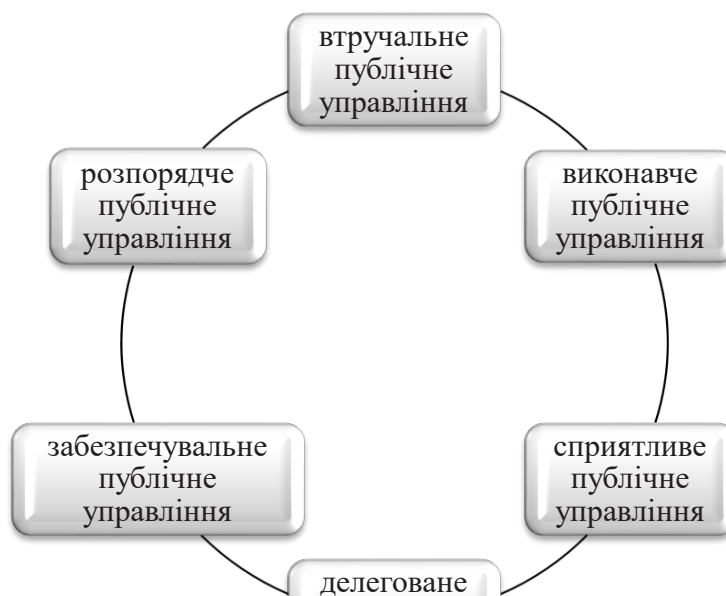 втручальне
публічне
управління
виконавче
публічне
управління
сприятливе
публічне
управління
делеговане
забезпечувальне
публічне
управління
розпорядче
публічне
управління